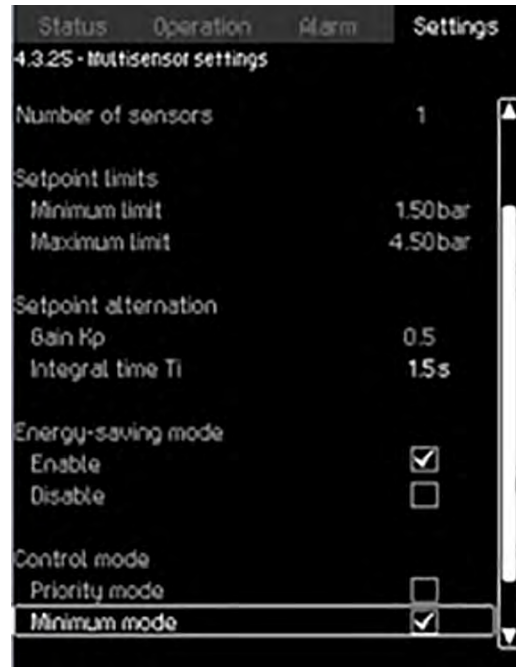 Status Operation Alarm Settings
4.3.25 - Multisensor settings
Number of sensors 1
Setpoint limits
Minimum limit 1.50 bar
Maximum limit 4.50 bar
Setpoint alternation
Gain Kp 0.5
Integral time Ti 1.5 s
Energy-saving mode
Enable
Disable
Control mode
Priority mode
Minimum mode